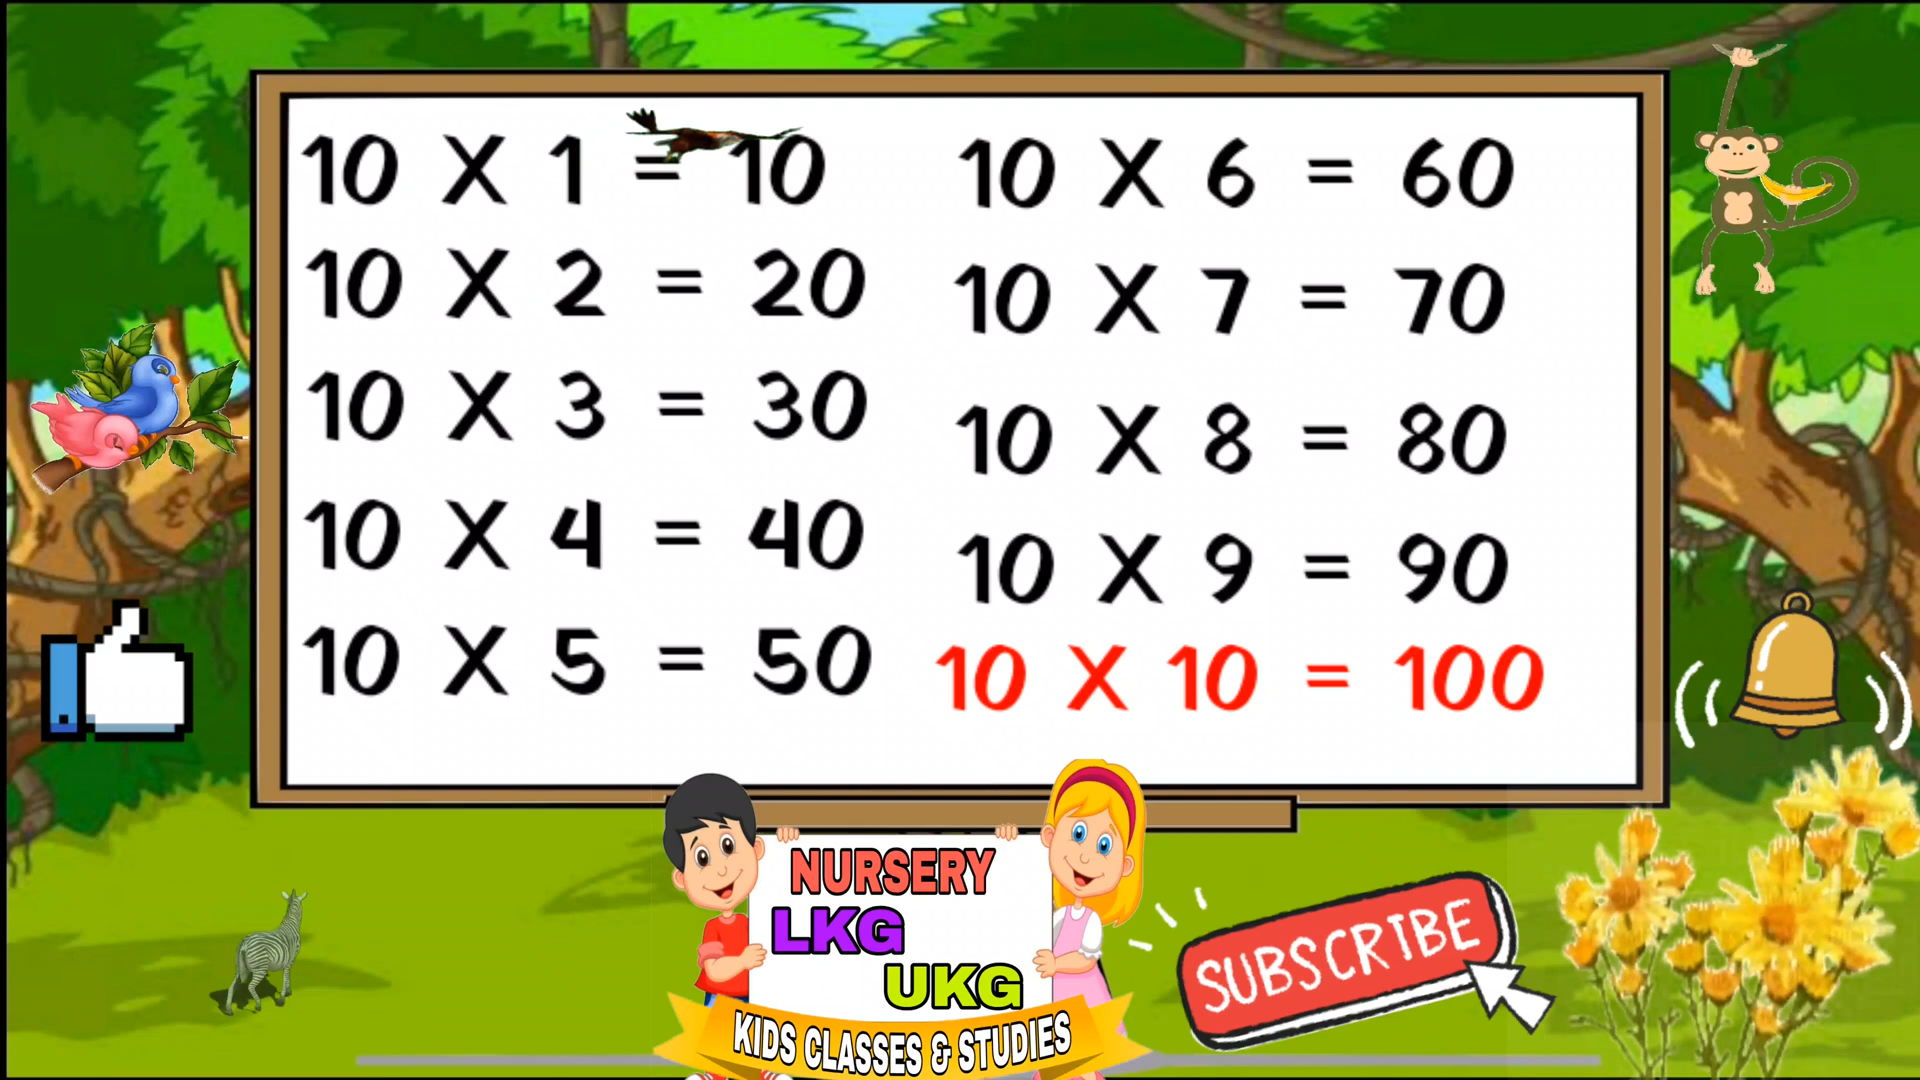 10 X 1 = 10
10 X 2 = 20
10 X 3 = 30
10 X 4 = 40
10 X 5 = 50
10 X 6 = 60
10 X 7 = 70
10 X 8 = 80
10 X 9 = 90
10 X 10 = 100
NURSERY
LKG
UKG
KIDS CLASSES & STUDIES
SUBSCRIBE